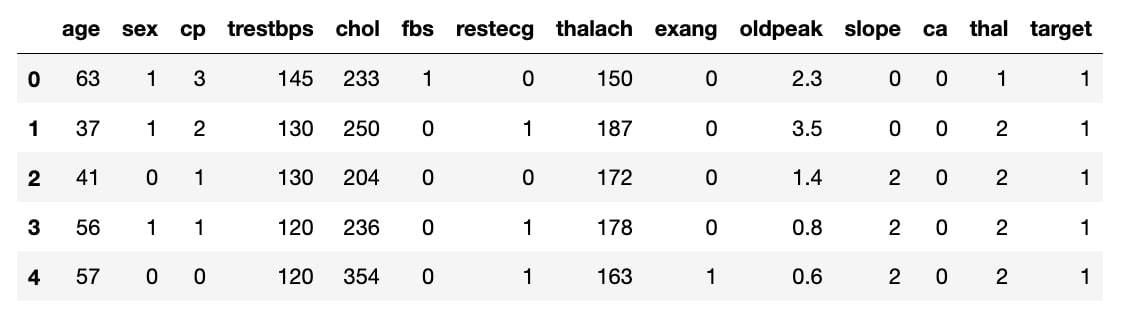 age sex cp trestbps chol fbs restecg thalach exang oldpeak slope ca thal target
0 63 1 3 145 233 1 0 150 0 2.3 0 0 1 1
1 37 1 2 130 250 0 1 187 0 3.5 0 0 2 1
2 41 0 1 130 204 0 0 172 0 1.4 2 0 2 1
3 56 1 1 120 236 0 1 178 0 0.8 2 0 2 1
4 57 0 0 120 354 0 1 163 1 0.6 2 0 2 1